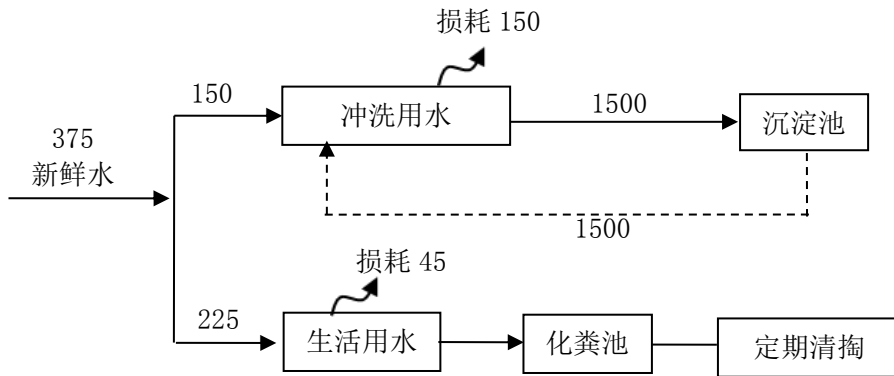 损耗 150
150
冲洗用水
1500
沉淀池
375
新鲜水
1500
损耗 45
225
生活用水
化粪池
定期清掏